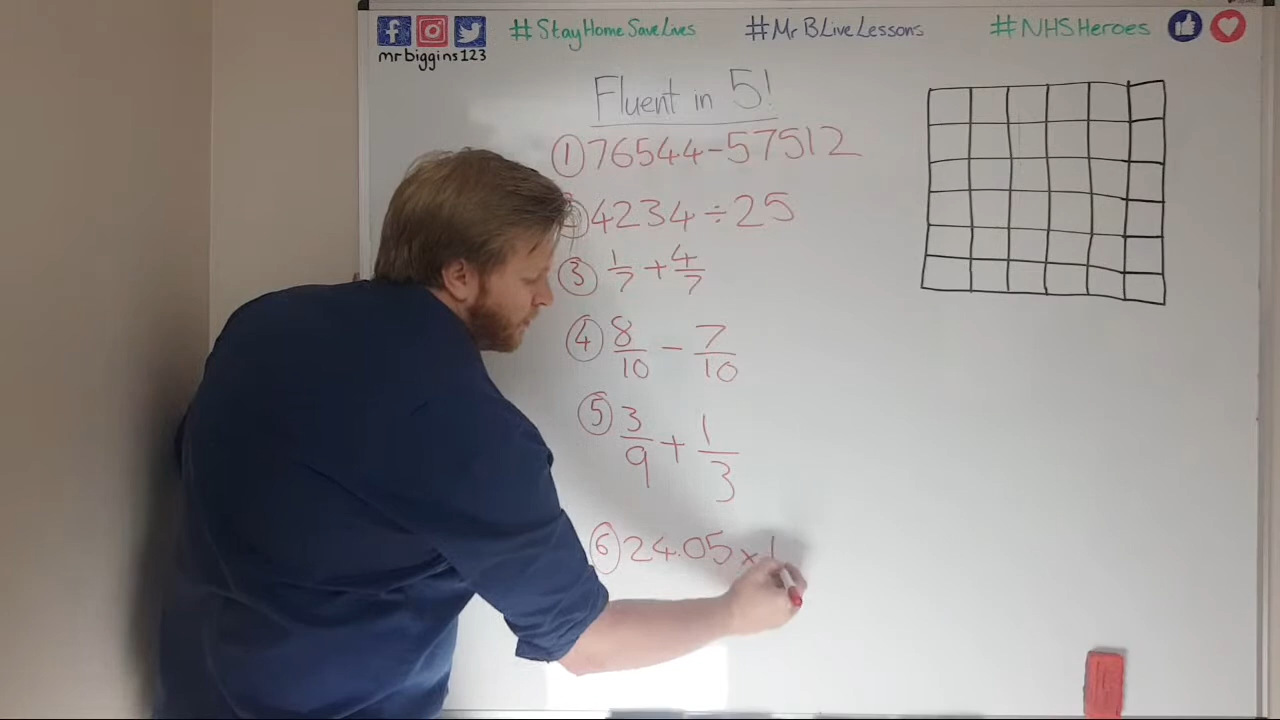 #StayHomeSaveLives #MrBLiveLessons #NHSHeroes
mrbiggins123
Fluent in 5!
① 76544-57512
② 4234÷25
③ 1/7 + 4/7
④ 8/10 - 7/10
⑤ 3/9 + 1/3
⑥ 24.05×1